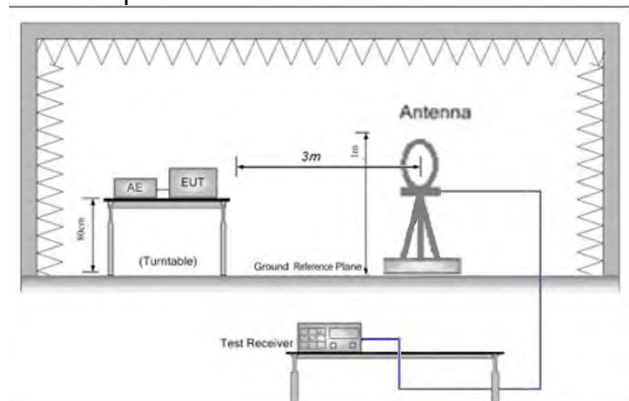 Antenna
3m
1m
AE
EUT
80cm
(Turntable)
Ground Reference Plane
Test Receiver